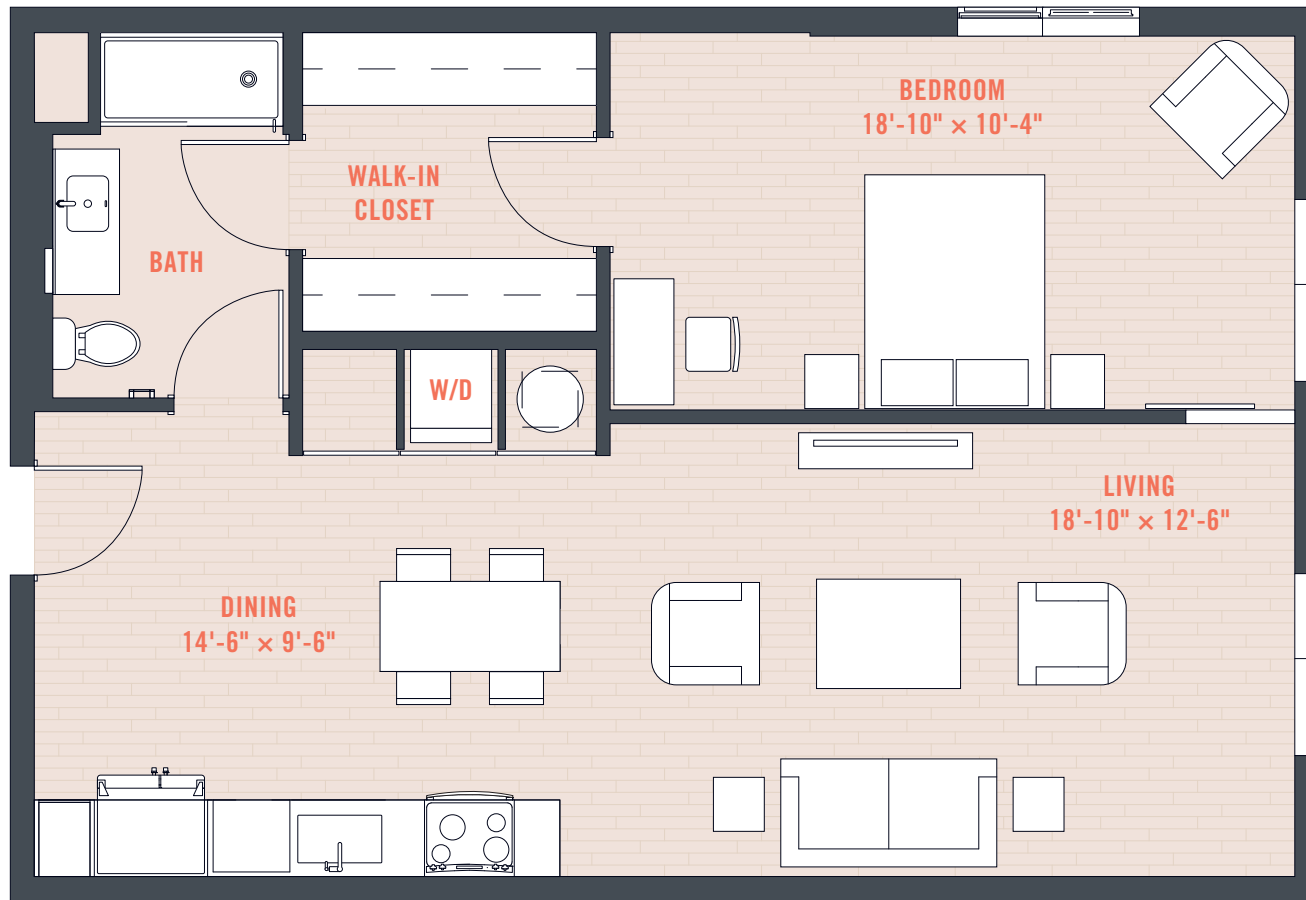 BEDROOM
18'-10" × 10'-4"
WALK-IN
CLOSET
BATH
W/D
LIVING
18'-10" × 12'-6"
DINING
14'-6" × 9'-6"